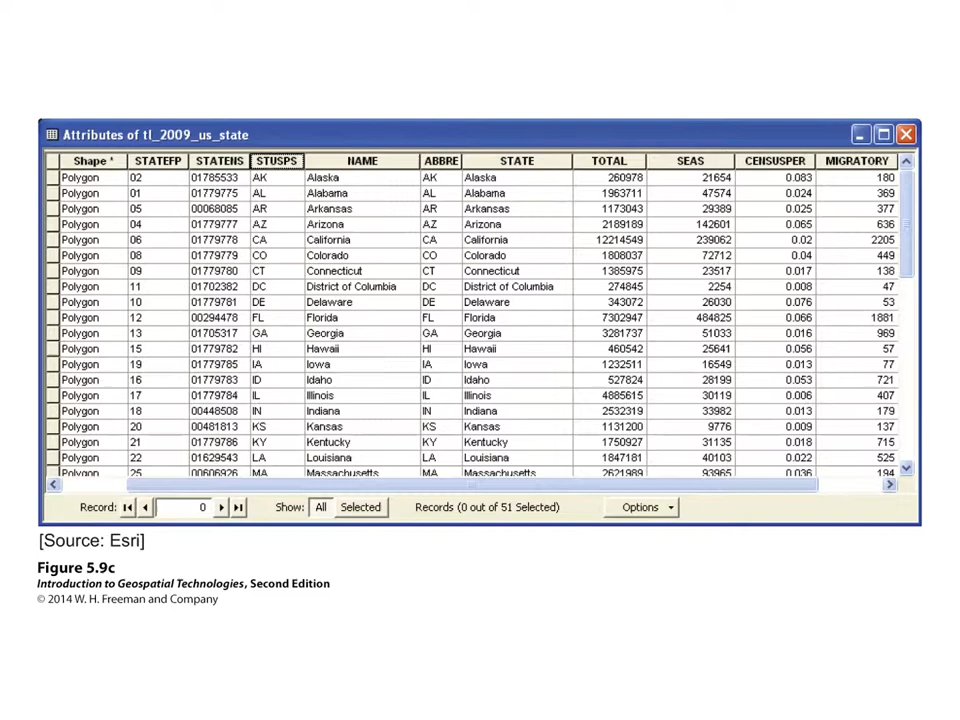 Attributes of tl_2009_us_state
Shape * STATEFP STATENS STUSPS NAME ABBRE STATE TOTAL SEAS CENSUSPER MIGRATORY
Polygon 02 01785533 AK Alaska AK Alaska 260978 21654 0.083 180
Polygon 01 01779775 AL Alabama AL Alabama 1963711 47574 0.024 369
Polygon 05 00068085 AR Arkansas AR Arkansas 1173043 29389 0.025 377
Polygon 04 01779777 AZ Arizona AZ Arizona 2189189 142601 0.065 636
Polygon 06 01779778 CA California CA California 12214549 239062 0.02 2205
Polygon 08 01779779 CO Colorado CO Colorado 1808037 72712 0.04 449
Polygon 09 01779780 CT Connecticut CT Connecticut 1385975 23517 0.017 138
Polygon 11 01702382 DC District of Columbia DC District of Columbia 274845 2254 0.008 47
Polygon 10 01779781 DE Delaware DE Delaware 343072 26030 0.076 53
Polygon 12 00294478 FL Florida FL Florida 7302947 484825 0.066 1881
Polygon 13 01705317 GA Georgia GA Georgia 3281737 51033 0.016 969
Polygon 15 01779782 HI Hawaii HI Hawaii 460542 25641 0.056 57
Polygon 19 01779785 IA Iowa IA Iowa 1232511 16549 0.013 77
Polygon 16 01779783 ID Idaho ID Idaho 527824 28199 0.053 721
Polygon 17 01779784 IL Illinois IL Illinois 4885615 30119 0.006 407
Polygon 18 00448508 IN Indiana IN Indiana 2532319 33982 0.013 179
Polygon 20 00481813 KS Kansas KS Kansas 1131200 9776 0.009 137
Polygon 21 01779786 KY Kentucky KY Kentucky 1750927 31135 0.018 715
Polygon 22 01629543 LA Louisiana LA Louisiana 1847181 40103 0.022 525
Polygon 25 00606926 MA Massachusetts MA Massachusetts 2621989 93965 0.036 194
Record: 0 Show: All Selected Records (0 out of 51 Selected) Options
[Source: Esri]
Figure 5.9c
Introduction to Geospatial Technologies, Second Edition
© 2014 W. H. Freeman and Company